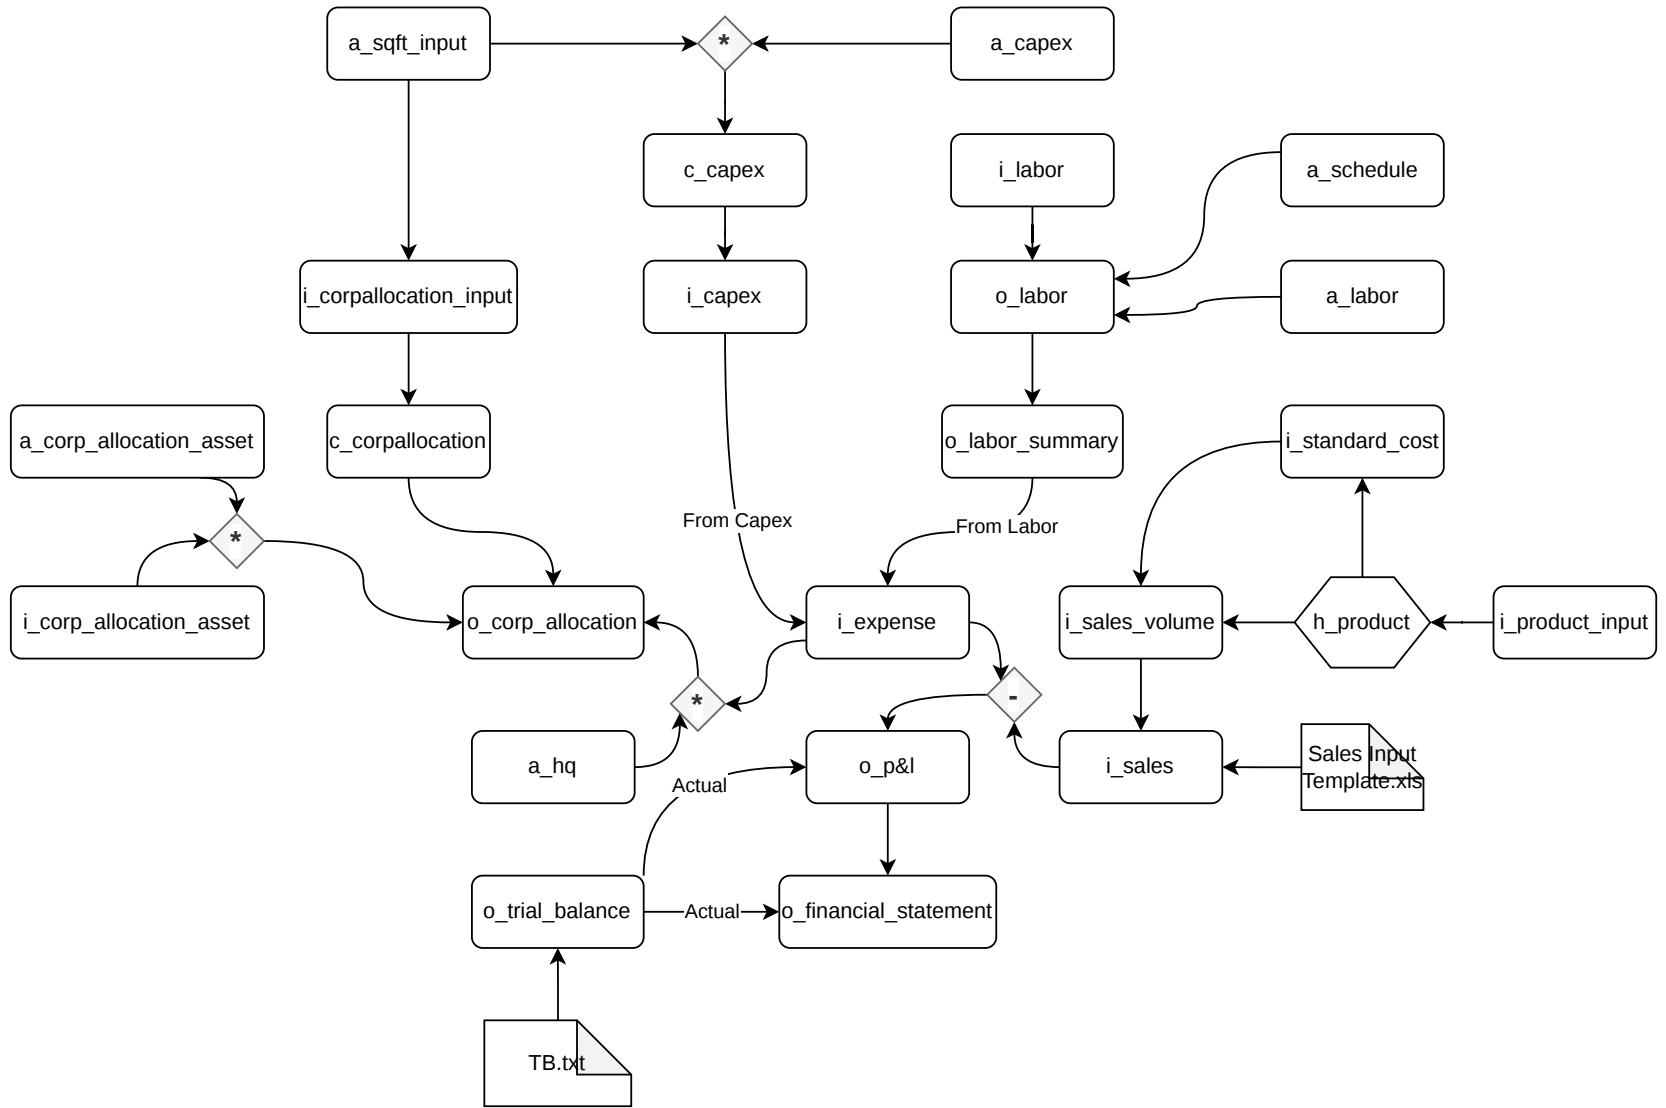 a_sqft_input
*
a_capex
c_capex
i_labor
a_schedule
i_corpallocation_input
i_capex
o_labor
a_labor
a_corp_allocation_asset
c_corpallocation
o_labor_summary
i_standard_cost
From Capex
From Labor
*
i_corp_allocation_asset
o_corp_allocation
i_expense
i_sales_volume
h_product
i_product_input
*
-
a_hq
o_p&l
i_sales
Sales Input
Template.xls
Actual
o_trial_balance
Actual
o_financial_statement
TB.txt